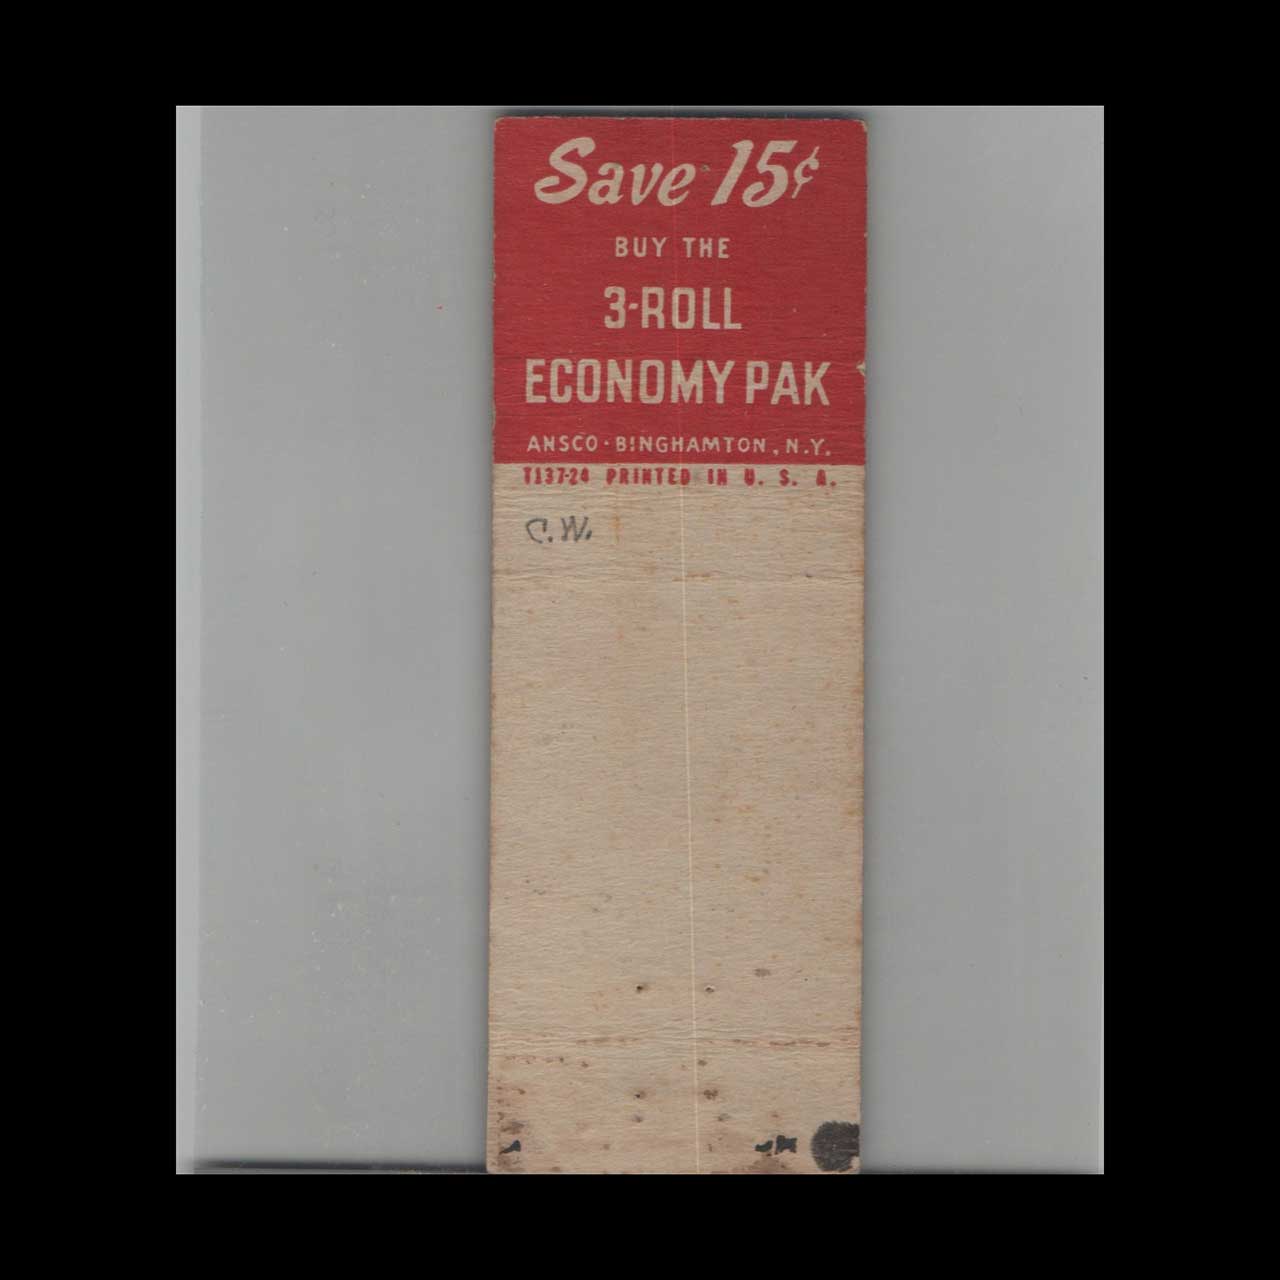 Save 15¢
BUY THE
3-ROLL
ECONOMY PAK
ANSCO - BINGHAMTON, N.Y.
T137-24 PRINTED IN U. S. A.
C.W.